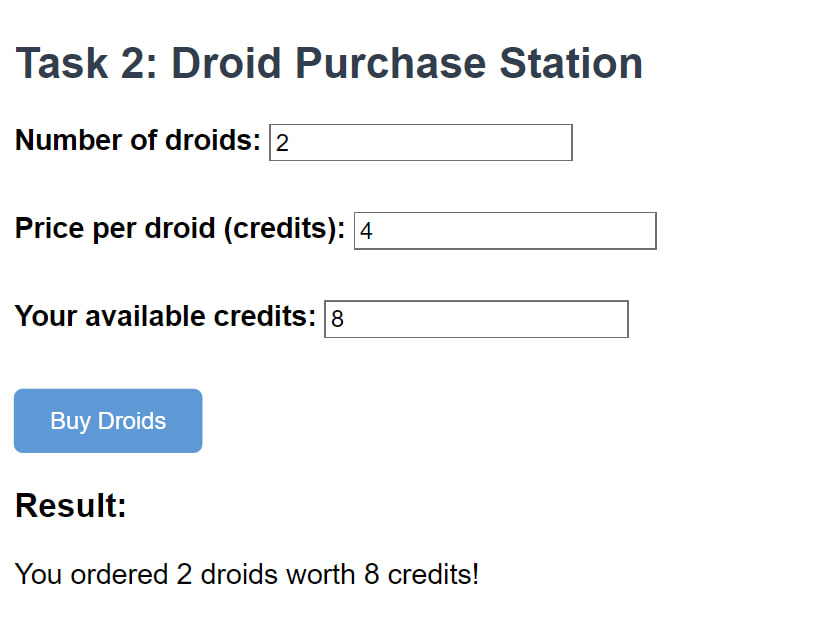 Task 2: Droid Purchase Station
Number of droids: 2
Price per droid (credits): 4
Your available credits: 8
Buy Droids
Result:
You ordered 2 droids worth 8 credits!